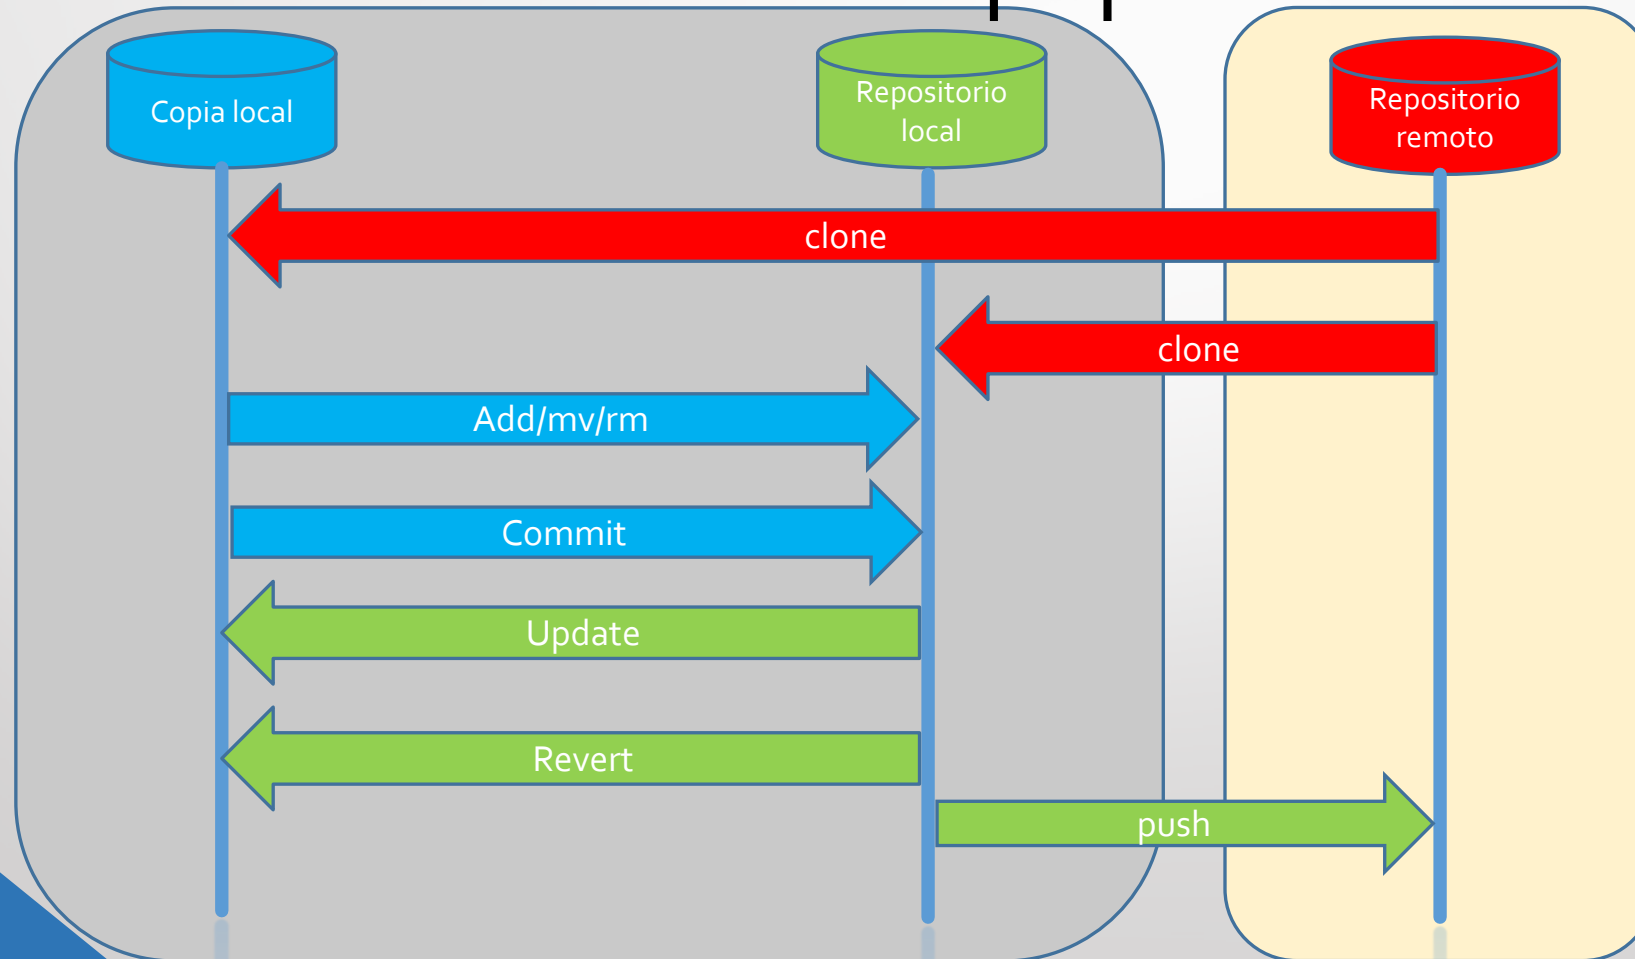 Copia local
Repositorio
local
Repositorio
remoto
clone
clone
Add/mv/rm
Commit
Update
Revert
push